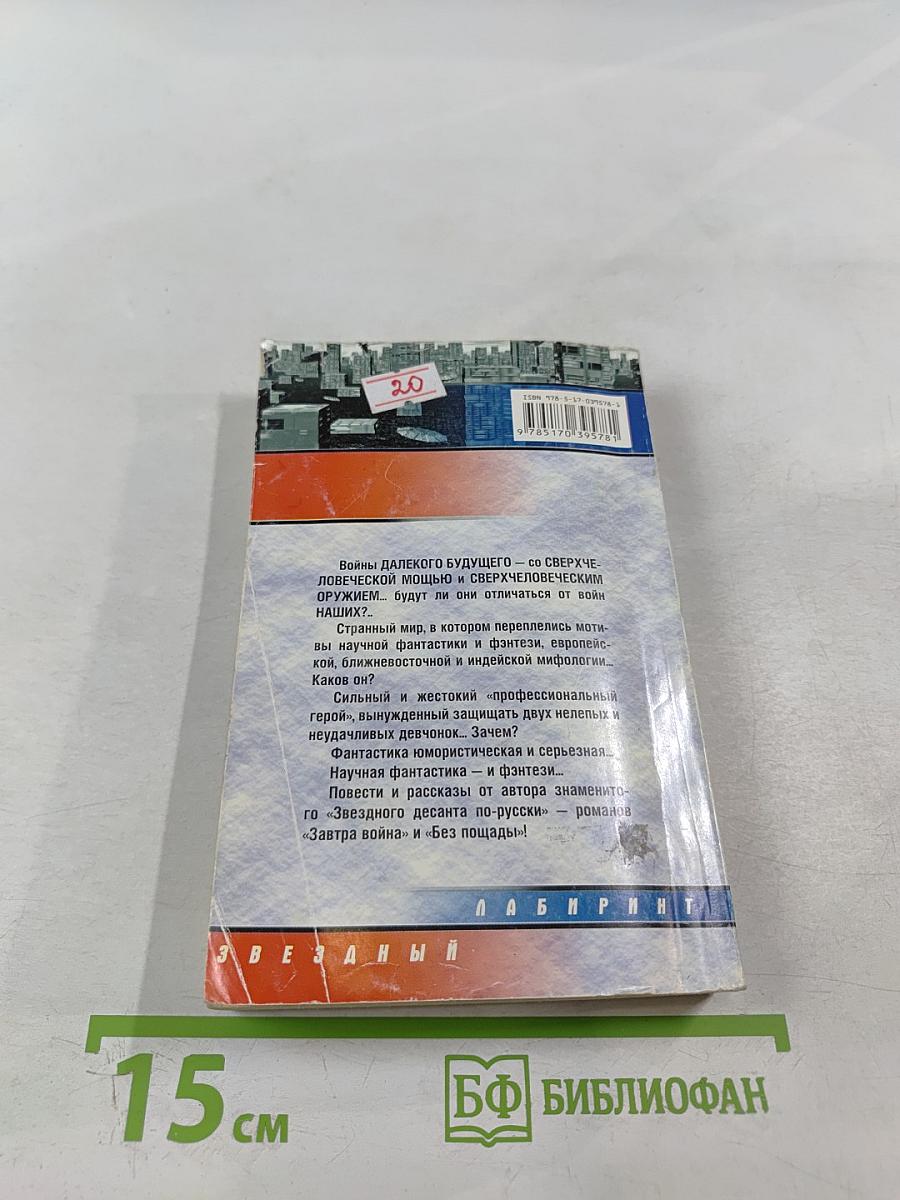 20
ISBN 978-5-17-039578-1
9 785170 395781
Войны ДАЛЕКОГО БУДУЩЕГО – со СВЕРХЧЕ-
ЛОВЕЧЕСКОЙ МОЩЬЮ и СВЕРХЧЕЛОВЕЧЕСКИМ
ОРУЖИЕМ... будут ли они отличаться от войн
НАШИХ?..
Странный мир, в котором переплелись моти-
вы научной фантастики и фэнтези, европейс-
кой, ближневосточной и индейской мифологии...
Каков он?
Сильный и жестокий «профессиональный
герой», вынужденный защищать двух нелепых и
неудачливых девчонок... Зачем?
Фантастика юмористическая и серьезная...
Научная фантастика – и фэнтези...
Повести и рассказы от автора знаменито-
го «Звездного десанта по-русски» – романов
«Завтра война» и «Без пощады»!
ЛАБИРИНТ
ЗВЕЗДНЫЙ
15 см
БФ БИБЛИОФАН